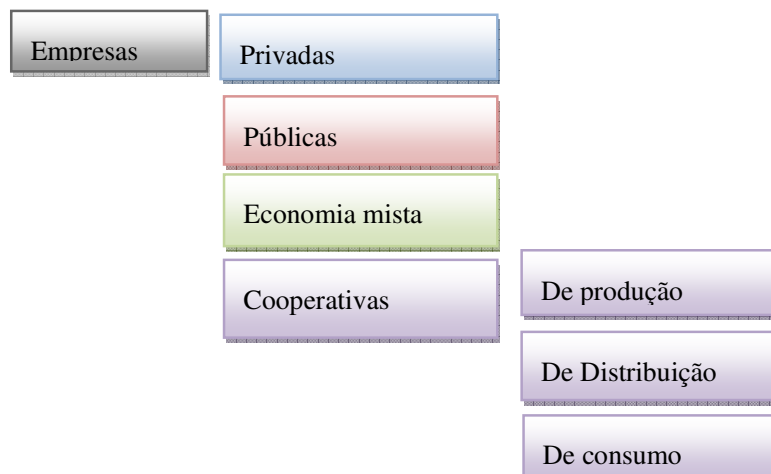 Empresas
Privadas
Públicas
Economia mista
Cooperativas
De produção
De Distribuição
De consumo